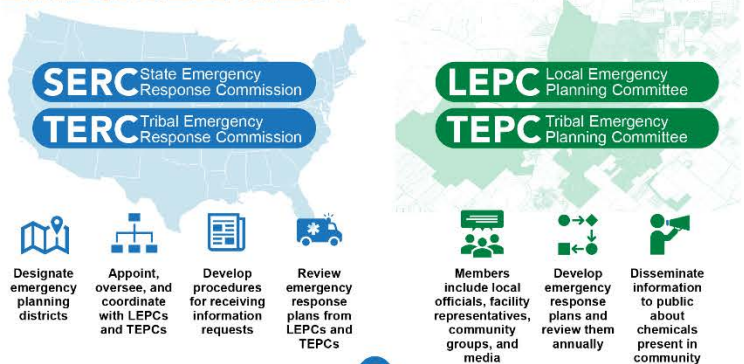 SERC State Emergency
Response Commission
TERC Tribal Emergency
Response Commission
Designate
emergency
planning
districts
Appoint,
oversee, and
coordinate
with LEPCs
and TEPCs
Develop
procedures
for receiving
information
requests
Review
emergency
response
plans from
LEPCs and
TEPCs
LEPC Local Emergency
Planning Committee
TEPC Tribal Emergency
Planning Committee
Members
include local
officials, facility
representatives,
community
groups, and
media
Develop
emergency
response
plans and
review them
annually
Disseminate
information
to public
about
chemicals
present in
community